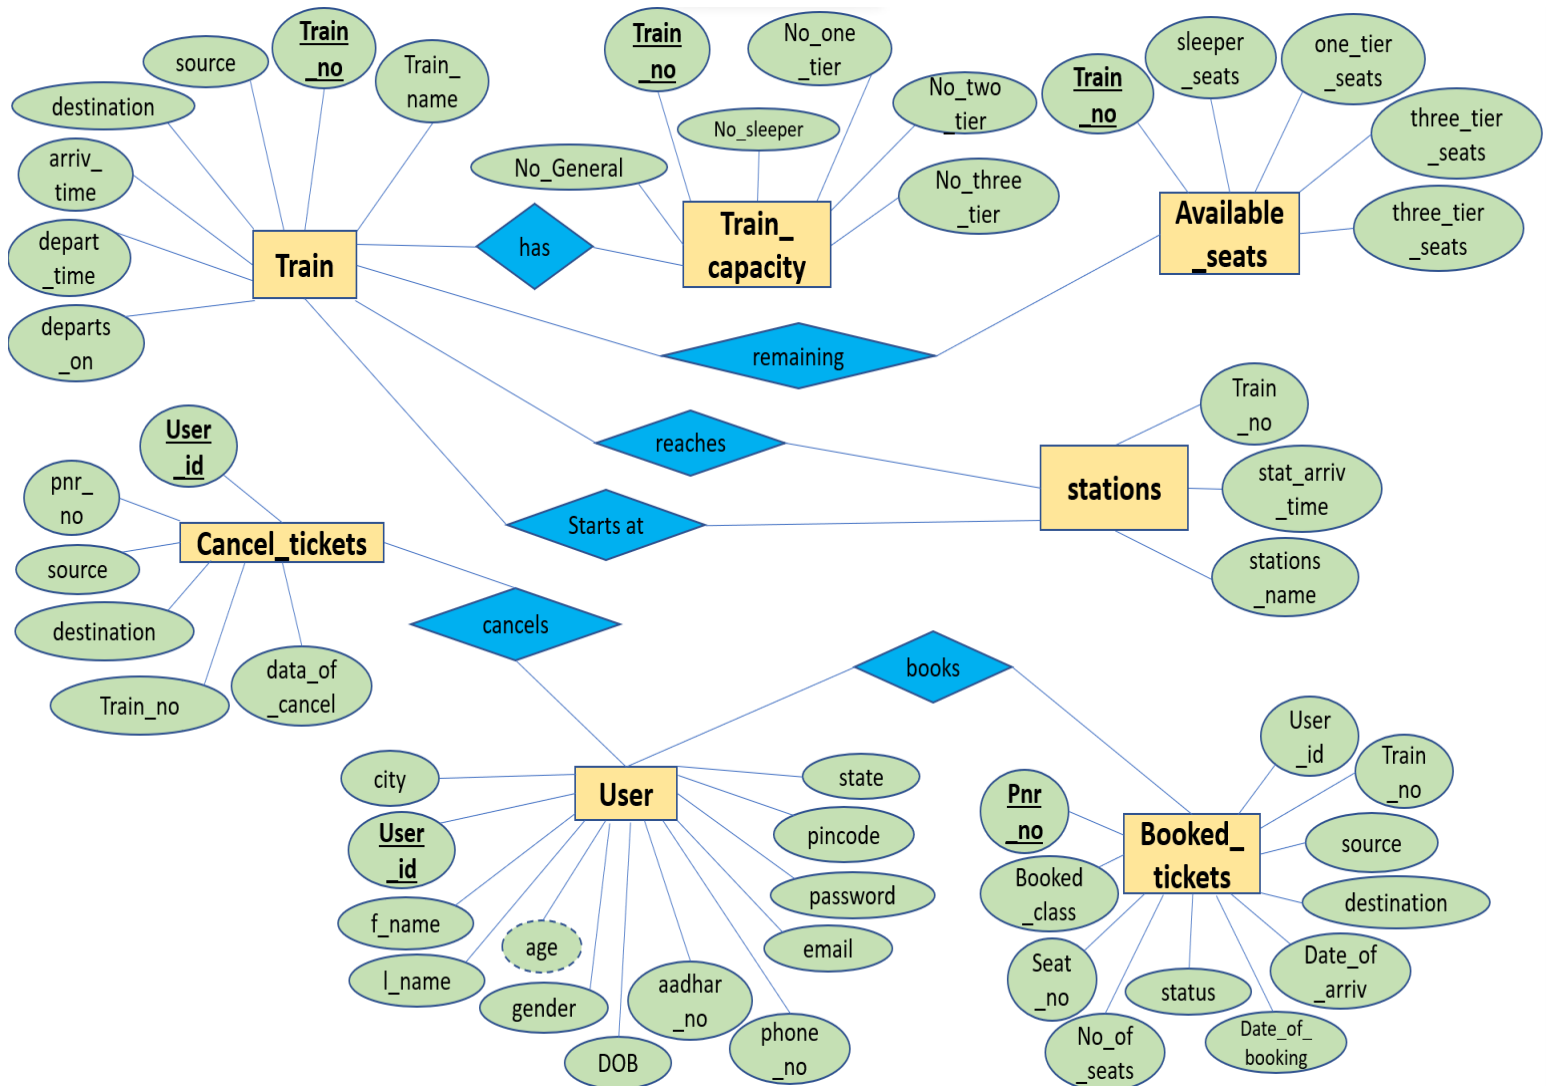 Train
_no
source
Train_
name
destination
arriv_
time
depart
_time
departs
_on
Train
has
Train
_no
No_one
_tier
No_two
_tier
No_sleeper
No_General
No_three
_tier
Train_
capacity
Train
_no
sleeper
_seats
one_tier
_seats
three_tier
_seats
three_tier
_seats
Available
_seats
remaining
reaches
Starts at
stations
Train
_no
stat_arriv
_time
stations
_name
User
_id
pnr_
no
source
destination
Train_no
data_of
_cancel
Cancel_tickets
cancels
books
User
city
User
_id
f_name
l_name
age
gender
DOB
aadhar
_no
phone
_no
email
password
pincode
state
Booked_
tickets
User
_id
Train
_no
Pnr
_no
source
Booked
_class
destination
Seat
_no
Date_of
_arriv
status
No_of
_seats
Date_of_
booking